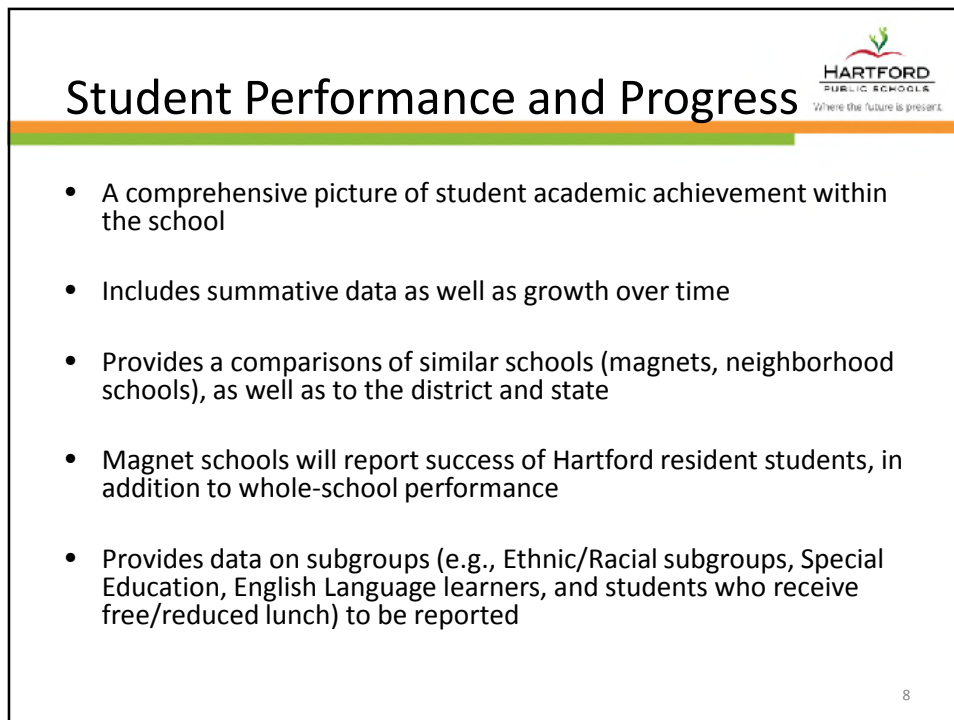 Student Performance and Progress
HARTFORD
PUBLIC SCHOOLS
Where the future is present.
• A comprehensive picture of student academic achievement within
the school
• Includes summative data as well as growth over time
• Provides a comparisons of similar schools (magnets, neighborhood
schools), as well as to the district and state
• Magnet schools will report success of Hartford resident students, in
addition to whole-school performance
• Provides data on subgroups (e.g., Ethnic/Racial subgroups, Special
Education, English Language learners, and students who receive
free/reduced lunch) to be reported
8